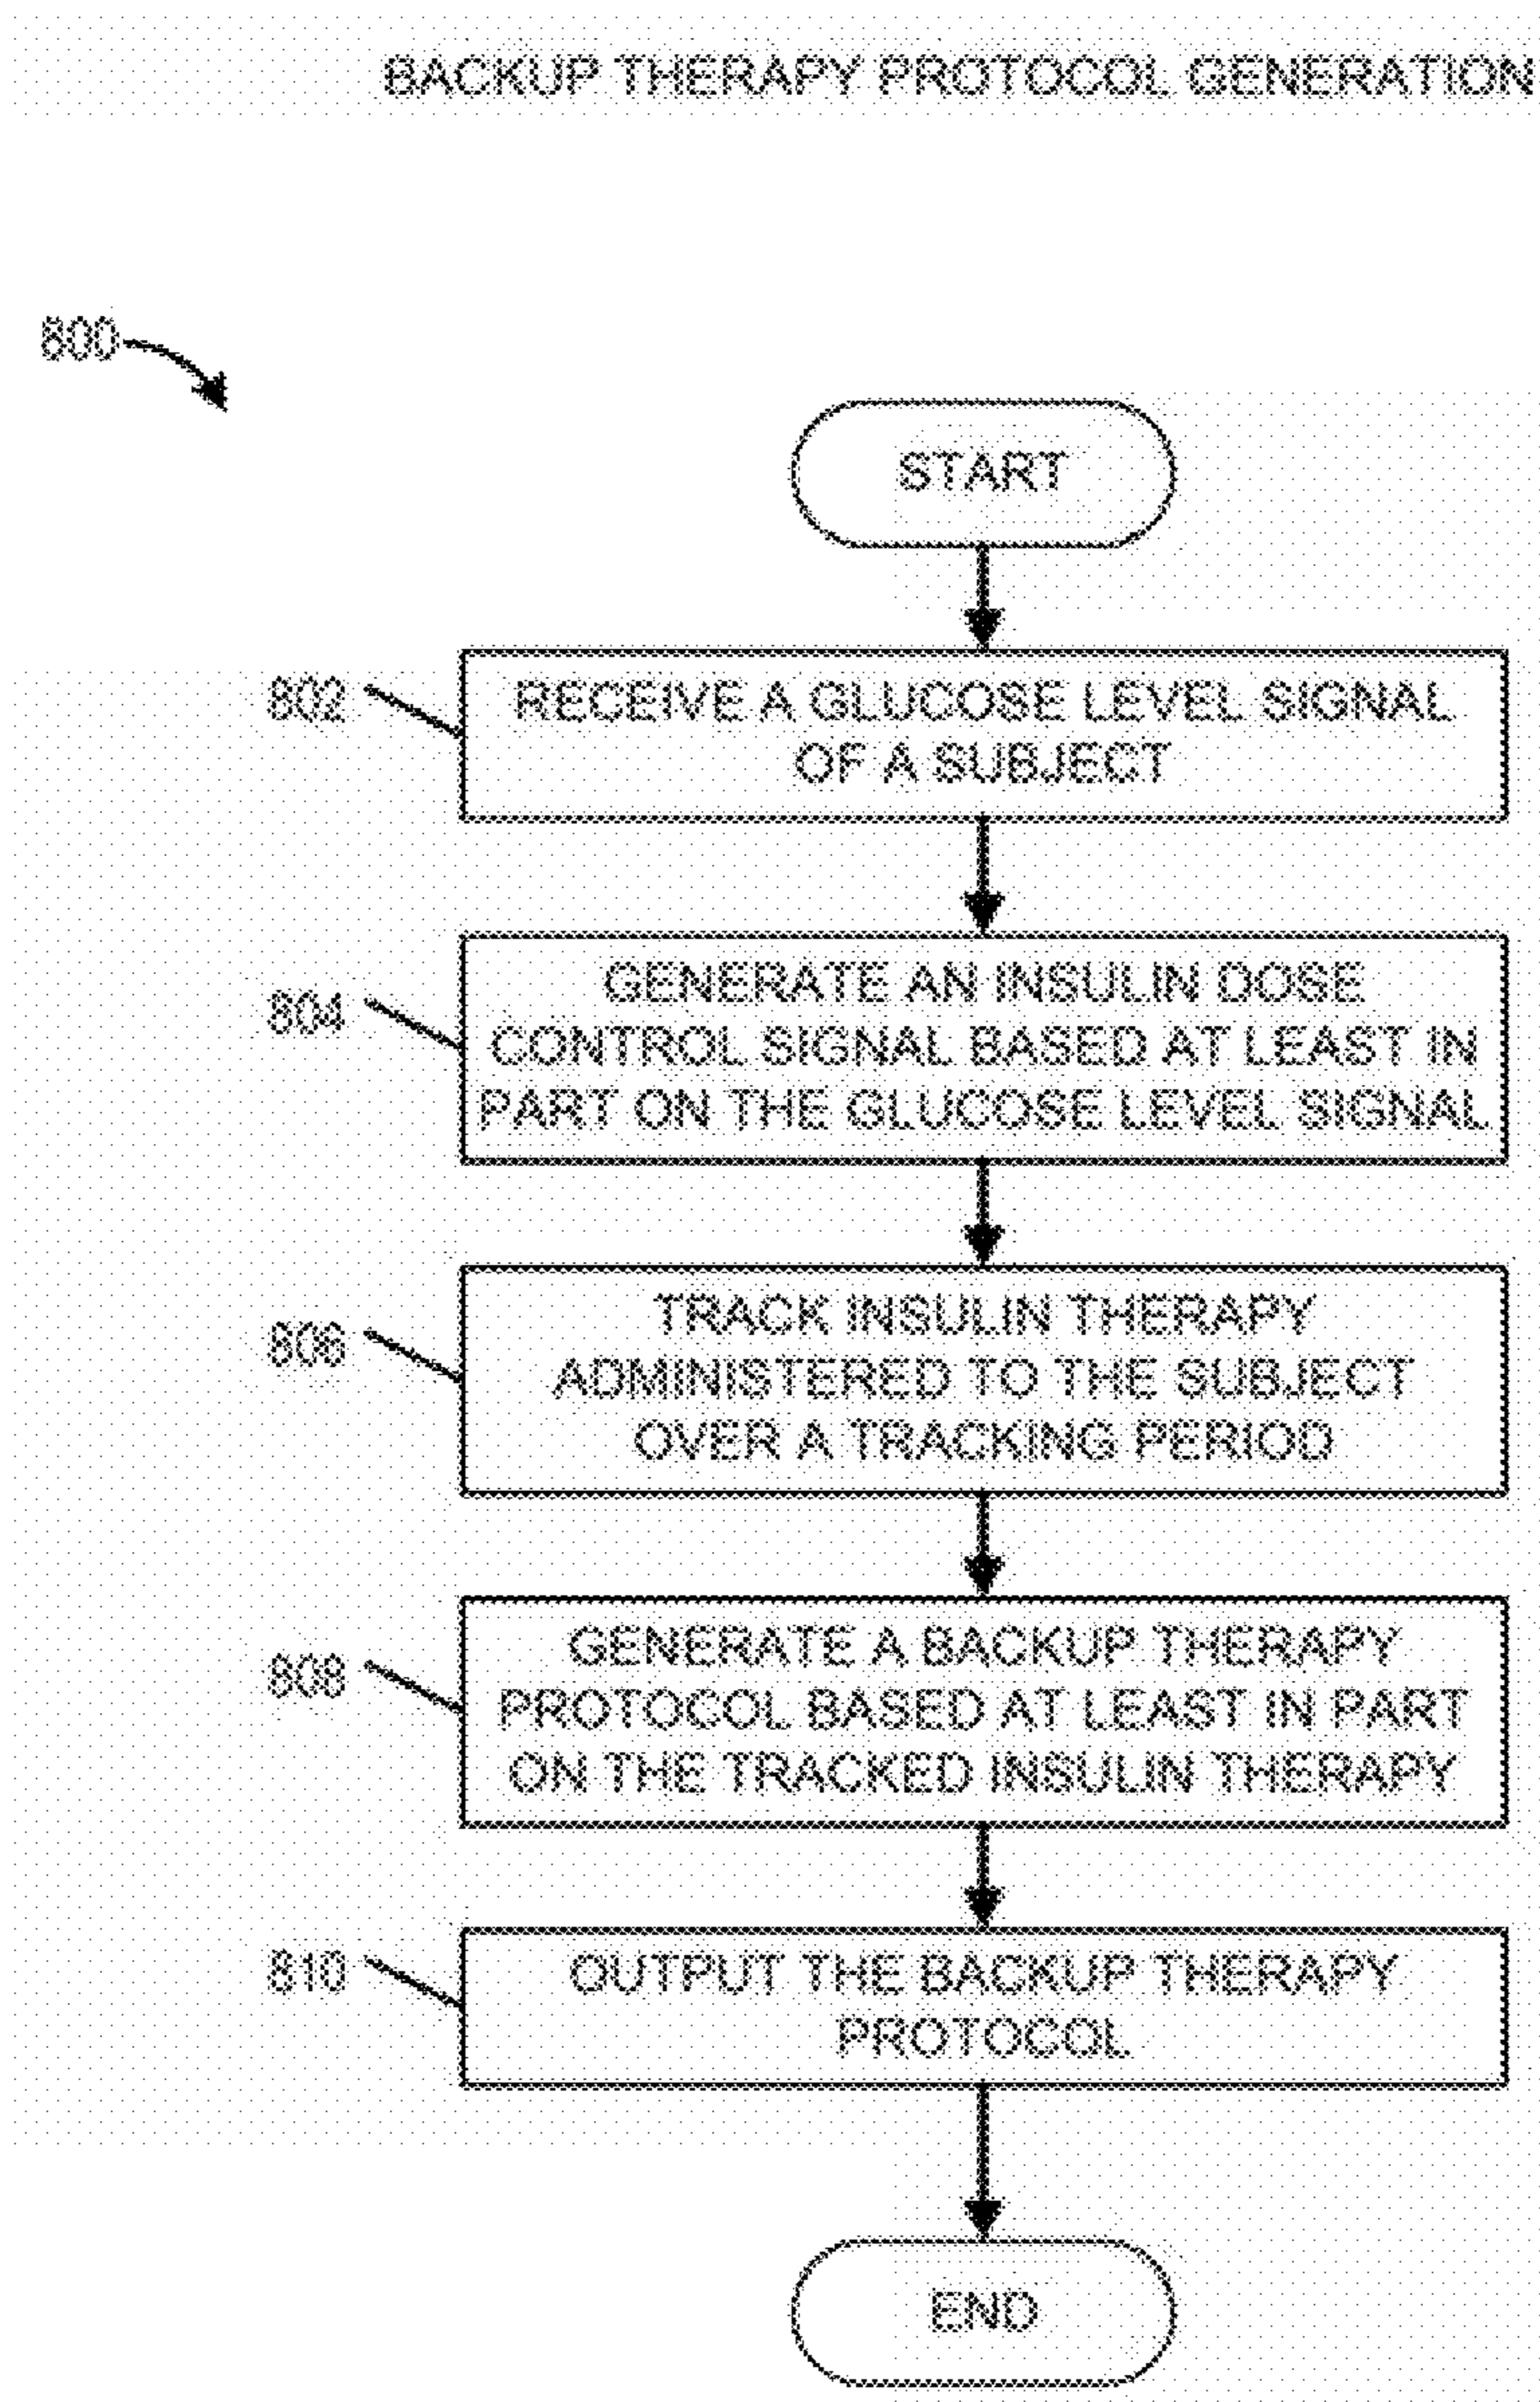 BACKUP THERAPY PROTOCOL GENERATION
800
START
802
RECEIVE A GLUCOSE LEVEL SIGNAL
OF A SUBJECT
804
GENERATE AN INSULIN DOSE
CONTROL SIGNAL BASED AT LEAST IN
PART ON THE GLUCOSE LEVEL SIGNAL
806
TRACK INSULIN THERAPY
ADMINISTERED TO THE SUBJECT
OVER A TRACKING PERIOD
808
GENERATE A BACKUP THERAPY
PROTOCOL BASED AT LEAST IN PART
ON THE TRACKED INSULIN THERAPY
810
OUTPUT THE BACKUP THERAPY
PROTOCOL
END